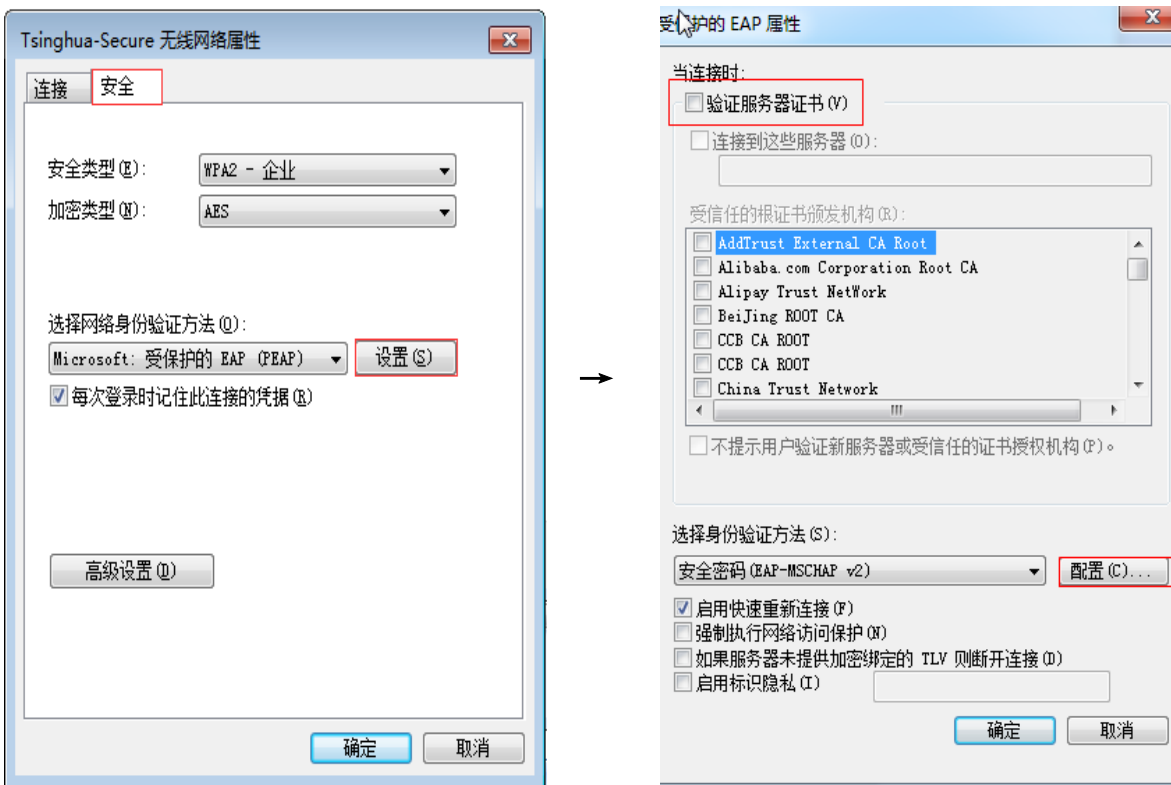 Tsinghua-Secure 无线网络属性
连接
安全
安全类型(E):
WPA2 - 企业
加密类型(N):
AES
选择网络身份验证方法(O):
Microsoft: 受保护的 EAP (PEAP)
设置(S)
每次登录时记住此连接的凭据(R)
高级设置(D)
确定
取消
受保护的 EAP 属性
当连接时:
验证服务器证书(V)
连接到这些服务器(O):
受信任的根证书颁发机构(R):
AddTrust External CA Root
Alibaba.com Corporation Root CA
Alipay Trust NetWork
BeiJing ROOT CA
CCB CA ROOT
CCB CA ROOT
China Trust Network
不提示用户验证新服务器或受信任的证书授权机构(P)。
选择身份验证方法(S):
安全密码(EAP-MSCHAP v2)
配置(C)...
启用快速重新连接(F)
强制执行网络访问保护(N)
如果服务器未提供加密绑定的 TLV 则断开连接(D)
启用标识隐私(I)
确定
取消